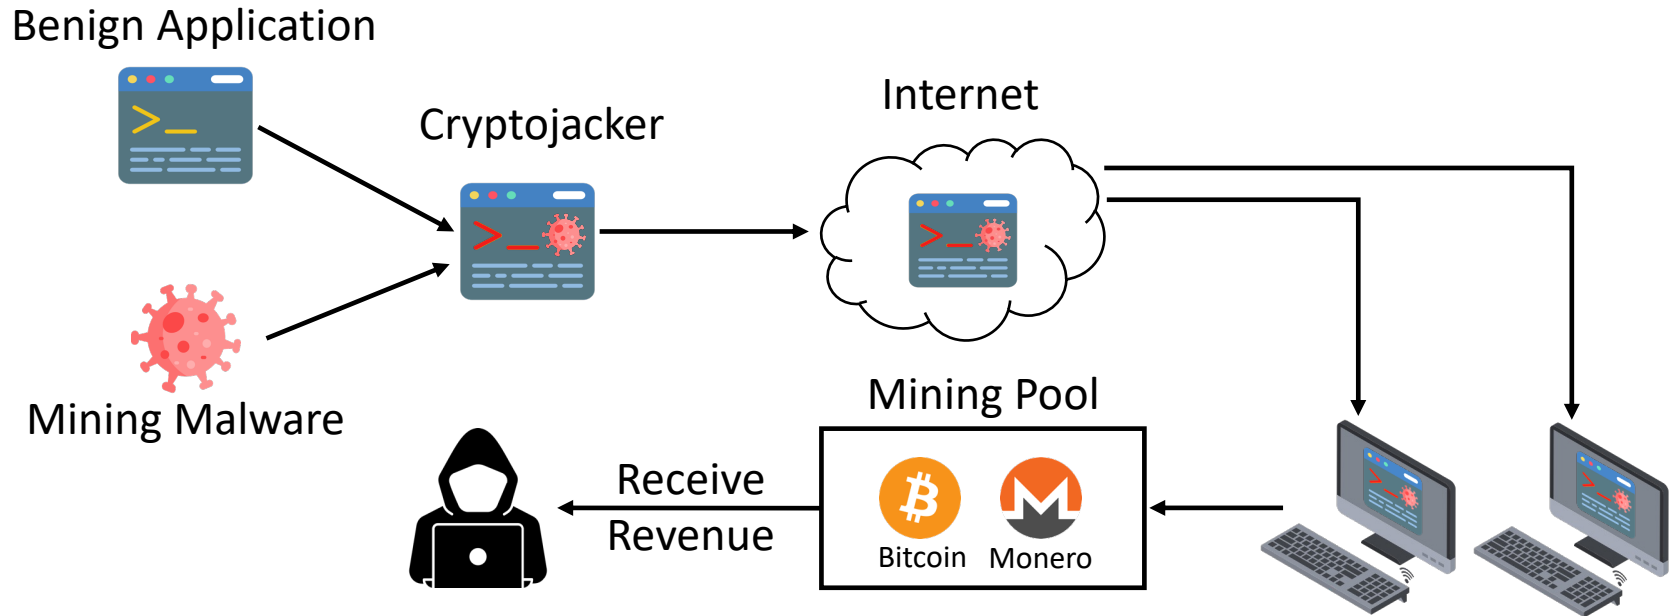 Benign Application
Cryptojacker
Internet
Mining Malware
Mining Pool
Receive
Revenue
Bitcoin
Monero